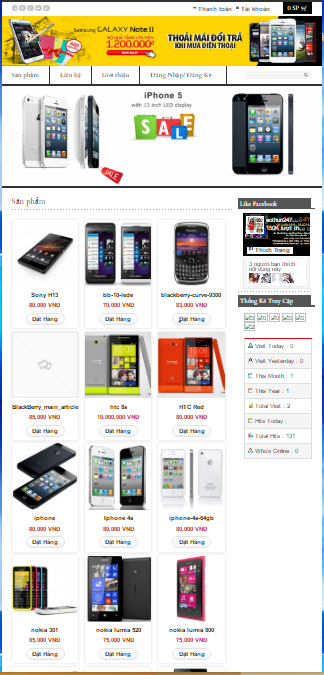 Thanh toán Tài khoản 0 SP
Samsung GALAXY Note II
1.200.000đ
THOẢI MÁI ĐỔI TRẢ
KHI MUA ĐIỆN THOẠI
Sản phẩm Liên hệ Giới thiệu Đăng Nhập/ Đăng Ký
iPhone 5
with 33 inch LED display
SALE
SALE
Sản phẩm
Sony H13
80,000 VND
Đặt Hàng
bb-10-lede
70,000 VND
Đặt Hàng
blackberry-curve-9300
83,000 VND
Đặt Hàng
BlackBerry_main_article
85,000 VND
Đặt Hàng
htc 8s
10,000,000 VND
Đặt Hàng
HTC Red
80,000 VND
Đặt Hàng
iphone
80,000 VND
Đặt Hàng
Iphone 4s
80,000 VND
Đặt Hàng
iphone-4s-64gb
80,000 VND
Đặt Hàng
nokia 301
85,000 VND
Đặt Hàng
nokia lumia 520
75,000 VND
Đặt Hàng
nokia lumia 800
75,000 VND
Đặt Hàng
Like Facebook
aothun247
150K
Thích Trang
3 người bạn thích
nội dung này
Thống Kê Truy Cập
Visit Today : 0
Visit Yesterday : 0
This Month : 1
This Year : 1
Total Visit : 2
Hits Today :
Total Hits : 131
Who's Online : 0